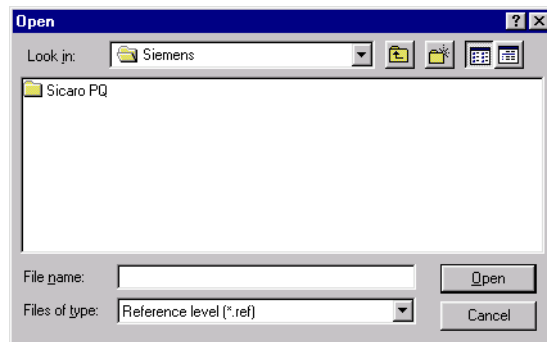 Open
Look in: Siemens
Sicaro PQ
File name: Open
Files of type: Reference level (*.ref) Cancel